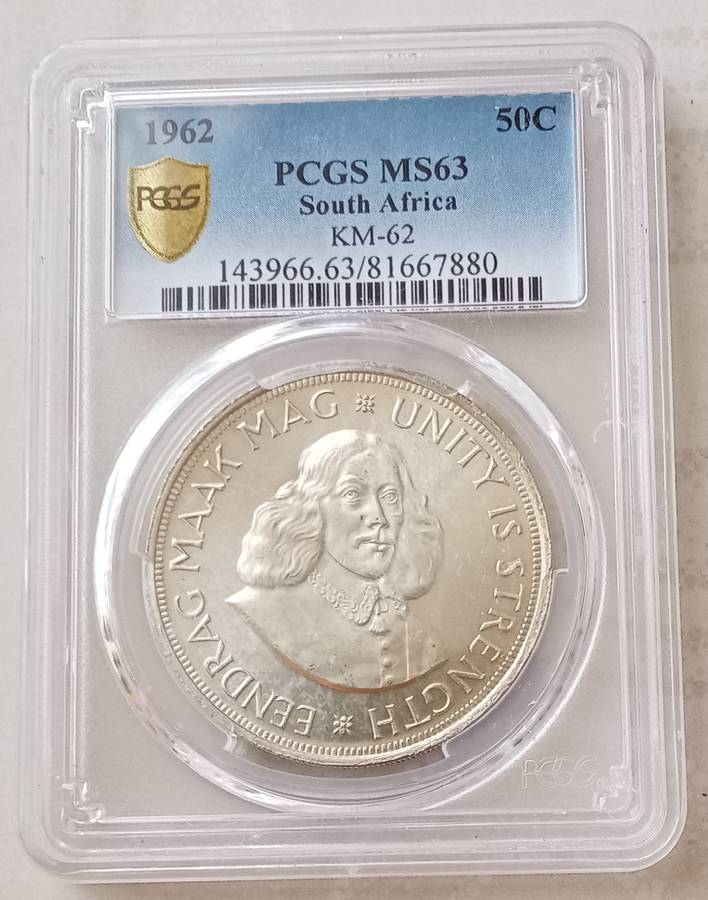 1962
50C
PCGS
PCGS MS63
South Africa
KM-62
143966.63/81667880
EENDRAG MAAK MAG
UNITY IS STRENGTH
PCGS